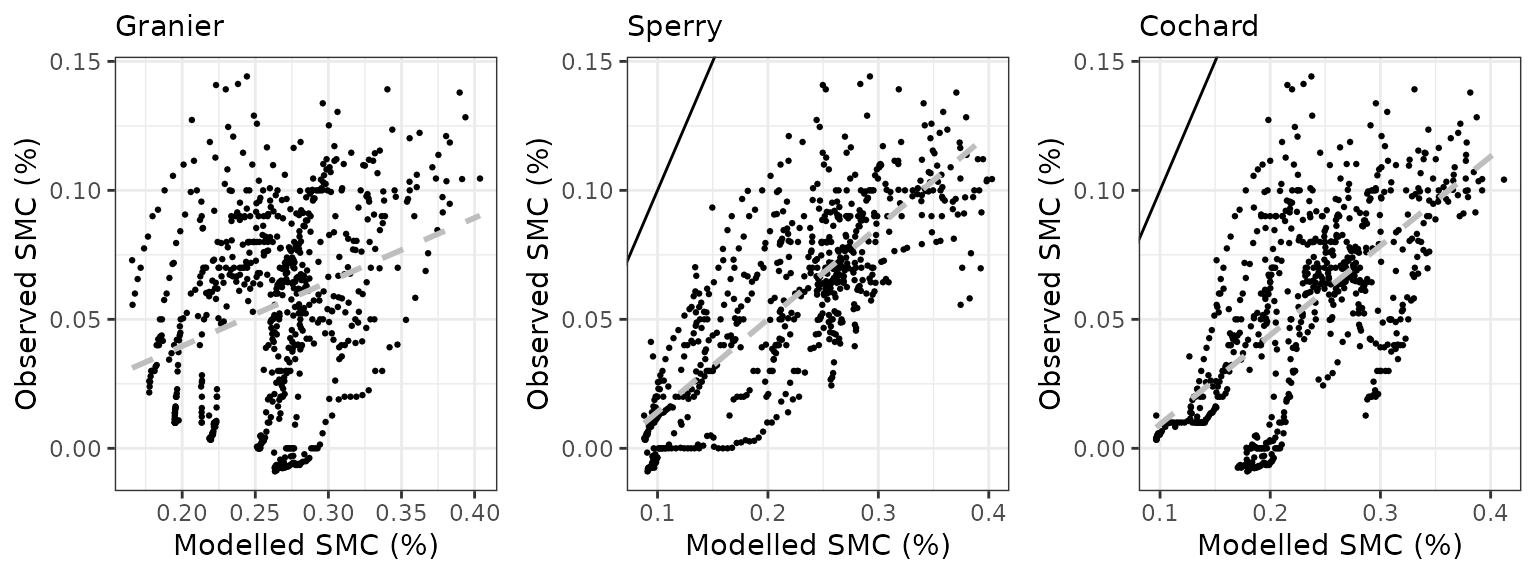 Granier
Sperry
Cochard
Observed SMC (%)
0.15
0.10
0.05
0.00
0.20 0.25 0.30 0.35 0.40
Modelled SMC (%)
Observed SMC (%)
0.15
0.10
0.05
0.00
0.1 0.2 0.3 0.4
Modelled SMC (%)
Observed SMC (%)
0.15
0.10
0.05
0.00
0.1 0.2 0.3 0.4
Modelled SMC (%)